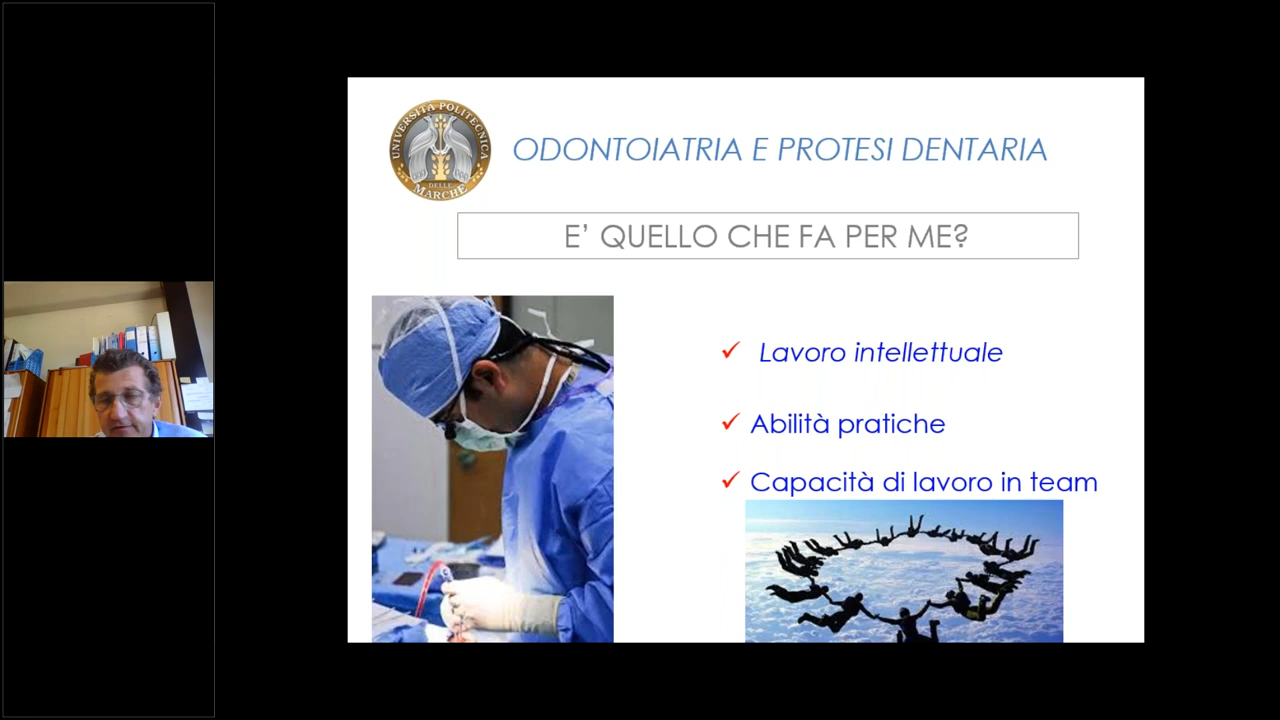 UNIVERSITÀ POLITECNICA
DELLE
MARCHE
ODONTOIATRIA E PROTESI DENTARIA
E’ QUELLO CHE FA PER ME?
✓ Lavoro intellettuale
✓ Abilità pratiche
✓ Capacità di lavoro in team